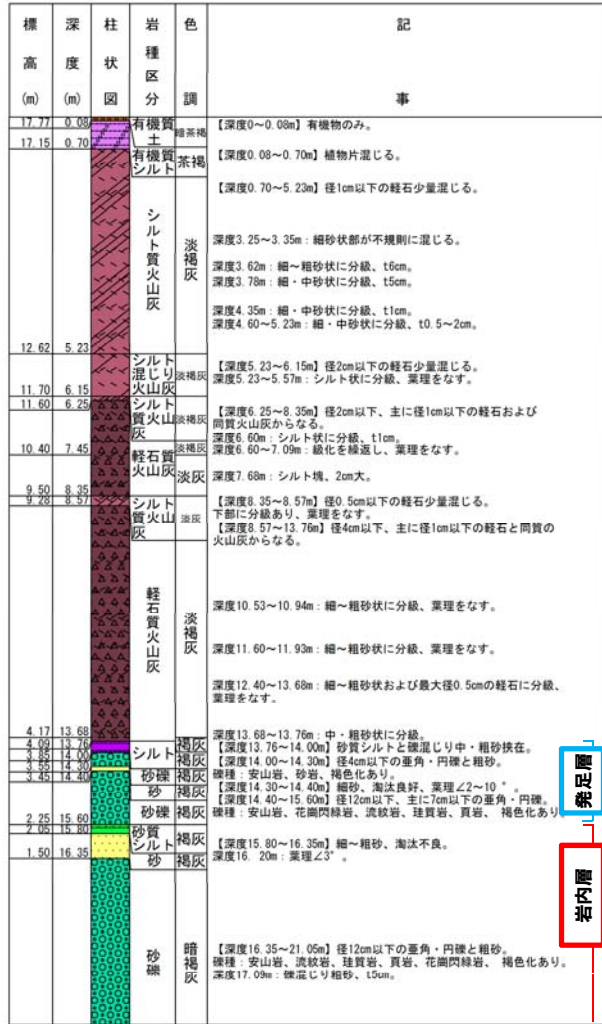 標高(m) 深度(m) 柱状図 岩種区分 色調 記事
17.77 0.08 有機質土 暗茶褐 【深度0～0.08m】有機物のみ。
17.15 0.70 有機質シルト 茶褐 【深度0.08～0.70m】植物片混じる。
シルト質火山灰 淡褐灰
【深度0.70～5.23m】径1cm以下の軽石少量混じる。
深度3.25～3.35m：細砂状部が不規則に混じる。
深度3.62m：細～粗砂状に分級、t6cm。
深度3.78m：細・中砂状に分級、t5cm。
深度4.35m：細・中砂状に分級、t1cm。
深度4.60～5.23m：細・中砂状に分級、t0.5～2cm。
12.62 5.23
シルト混じり火山灰 淡褐灰
【深度5.23～6.15m】径2cm以下の軽石少量混じる。
深度5.23～5.57m：シルト状に分級、葉理をなす。
11.70 6.15
11.60 6.25
シルト質火山灰 淡褐灰
【深度6.25～8.35m】径2cm以下、主に径1cm以下の軽石および
同質火山灰からなる。
深度6.60m：シルト状に分級、t1cm。
深度6.60～7.09m：級化を繰返し、葉理をなす。
10.40 7.45 淡褐灰
軽石質火山灰 淡灰
深度7.68m：シルト塊、2cm大。
9.50 8.35
9.28 8.57
シルト質火山灰 淡灰
【深度8.35～8.57m】径0.5cm以下の軽石少量混じる。
下部に分級あり、葉理をなす。
【深度8.57～13.76m】径4cm以下、主に径1cm以下の軽石と同質の
火山灰からなる。
軽石質火山灰 淡褐灰
深度10.53～10.94m：細～粗砂状に分級、葉理をなす。
深度11.60～11.93m：細～粗砂状に分級、葉理をなす。
深度12.40～13.68m：細～粗砂状および最大径0.5cmの軽石に分級、
葉理をなす。
4.17 13.68 深度13.68～13.76m：中・粗砂状に分級。
4.09 13.76 シルト 褐灰 【深度13.76～14.00m】砂質シルトと礫混じり中・粗砂挟在。
3.85 14.00 褐灰 【深度14.00～14.30m】径4cm以下の亜角・円礫と粗砂。
3.55 14.30 砂礫 褐灰 礫種：安山岩、砂岩、褐色化あり。
3.45 14.40 砂 褐灰 【深度14.30～14.40m】細砂、淘汰良好、葉理∠2～10°。
砂礫 褐灰 【深度14.40～15.60m】径12cm以下、主に7cm以下の亜角・円礫。
礫種：安山岩、花崗閃緑岩、流紋岩、珪質岩、頁岩、 褐色化あり
2.25 15.60
2.05 15.80
砂質シルト 褐灰
【深度15.80～16.35m】細～粗砂、淘汰不良。
深度16. 20m：葉理∠3°。
1.50 16.35 砂 褐灰
砂礫 暗褐灰
【深度16.35～21.05m】径12cm以下の亜角・円礫と粗砂。
礫種：安山岩、流紋岩、珪質岩、頁岩、花崗閃緑岩、 褐色化あり。
深度17.09m：礫混じり粗砂、t5cm。
発足層
岩内層